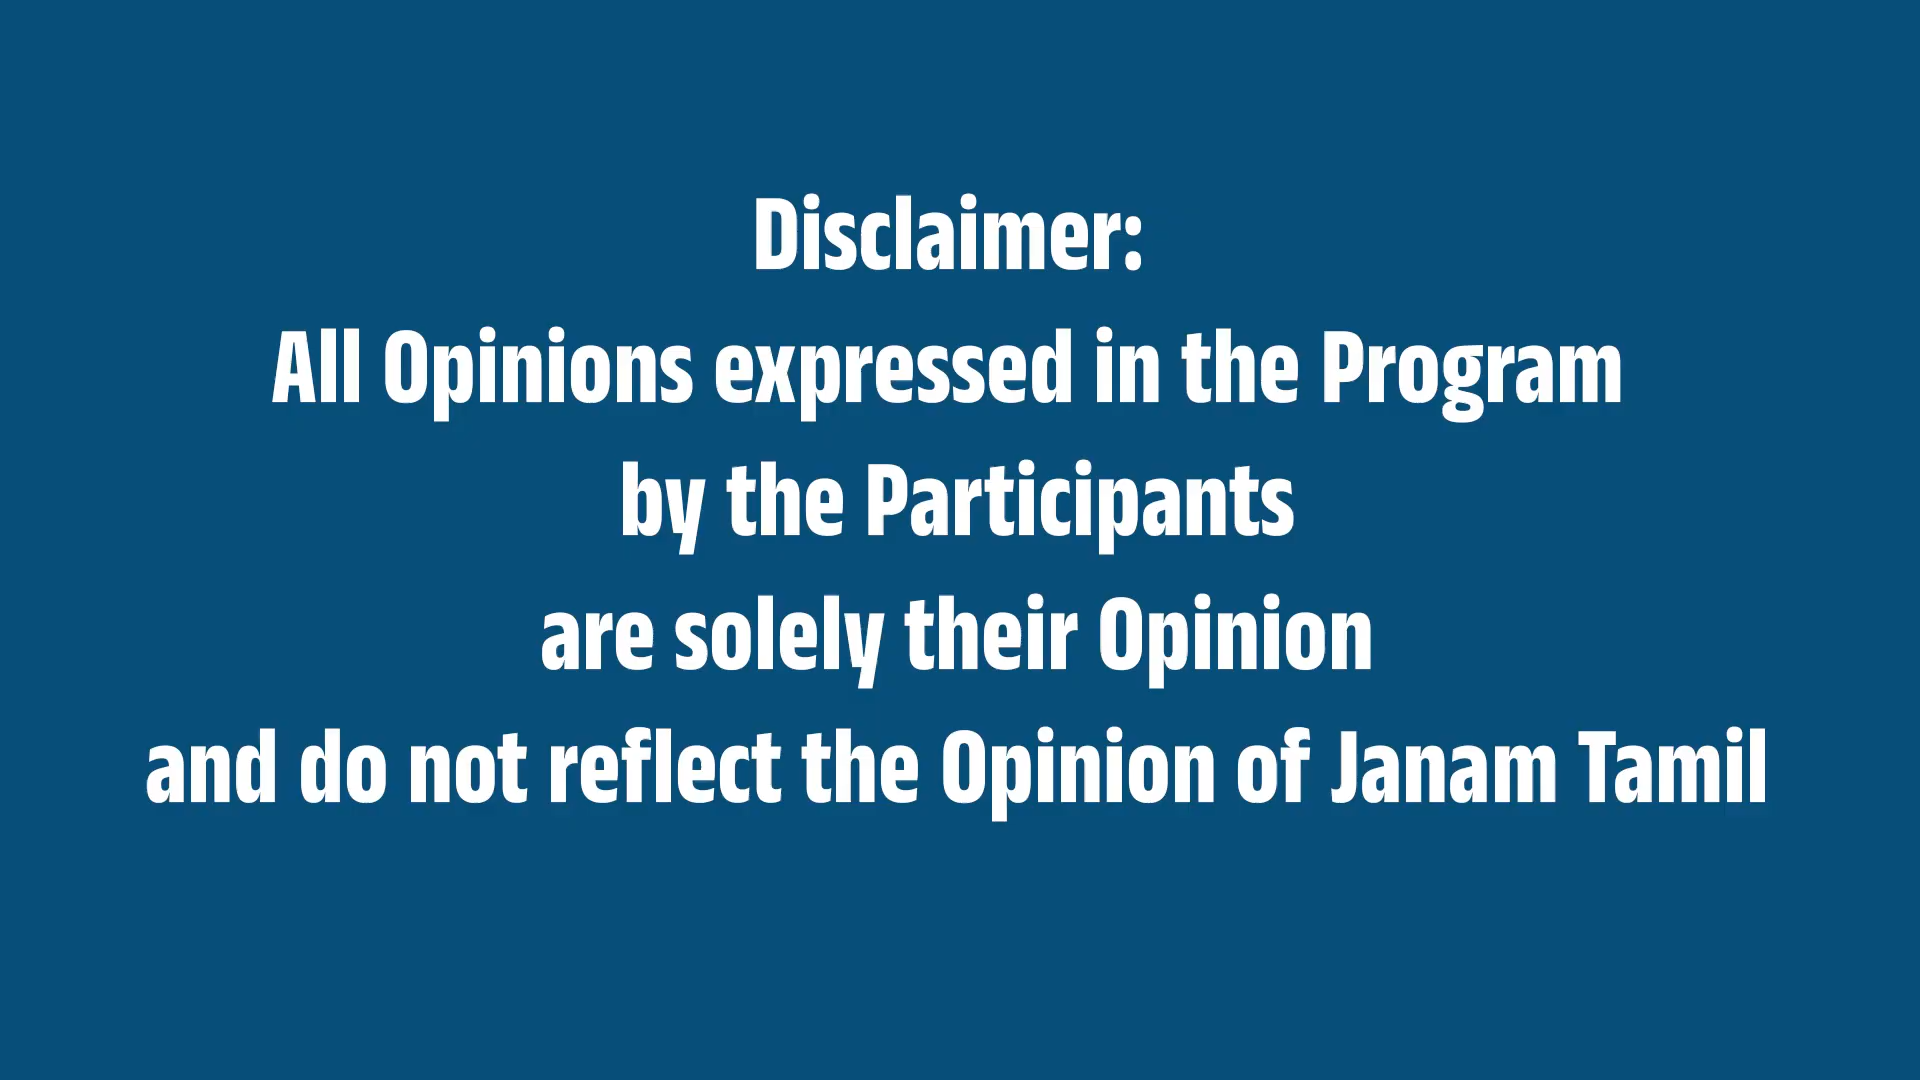 Disclaimer:
All Opinions expressed in the Program
by the Participants
are solely their Opinion
and do not reflect the Opinion of Janam Tamil